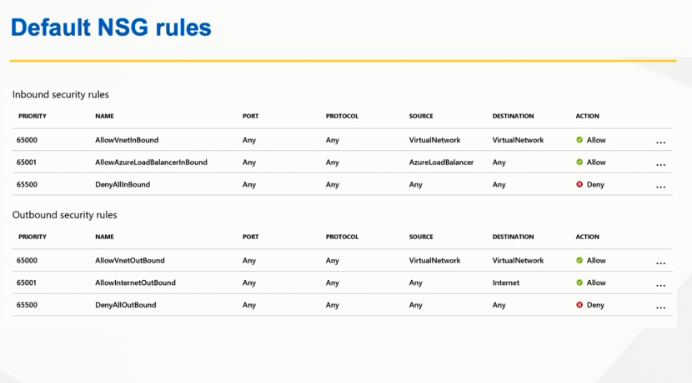 Default NSG rules
Inbound security rules
PRIORITY NAME PORT PROTOCOL SOURCE DESTINATION ACTION
65000 AllowVnetInBound Any Any VirtualNetwork VirtualNetwork Allow ...
65001 AllowAzureLoadBalancerInBound Any Any AzureLoadBalancer Any Allow ...
65500 DenyAllInBound Any Any Any Any Deny ...
Outbound security rules
PRIORITY NAME PORT PROTOCOL SOURCE DESTINATION ACTION
65000 AllowVnetOutBound Any Any VirtualNetwork VirtualNetwork Allow ...
65001 AllowInternetOutBound Any Any Any Internet Allow ...
65500 DenyAllOutBound Any Any Any Any Deny ...